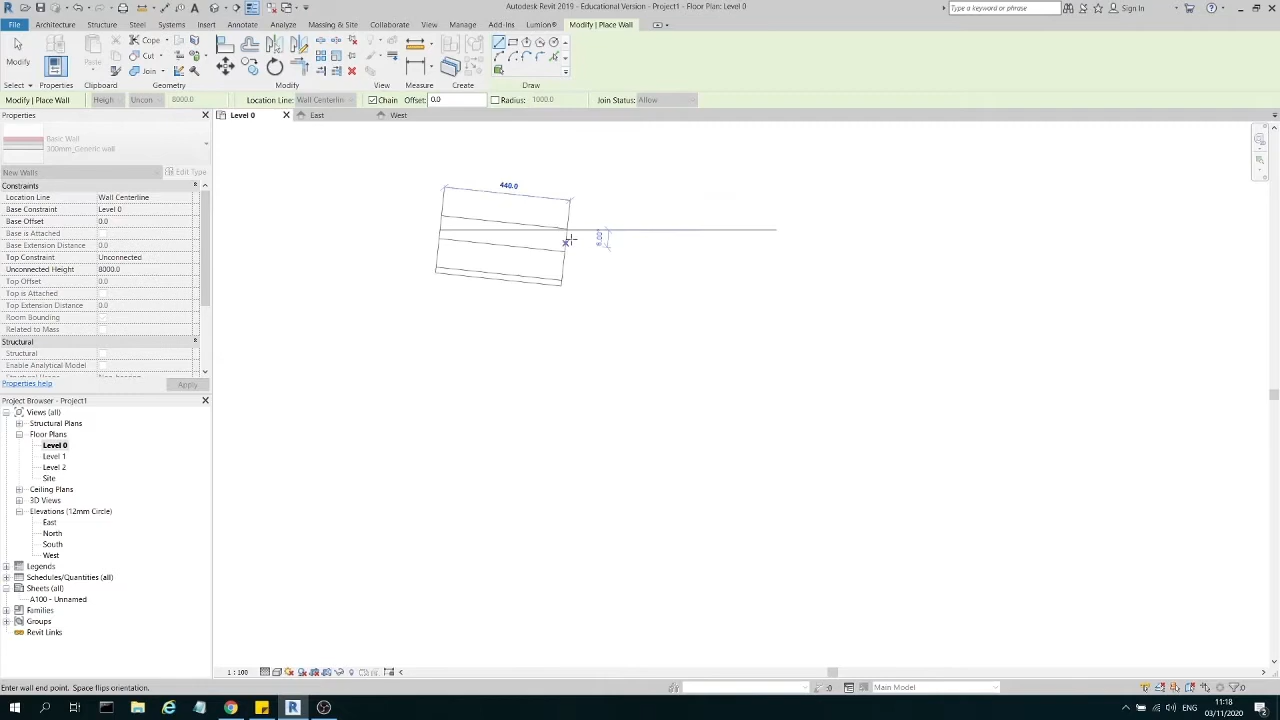 Autodesk Revit 2019 - Educational Version - Project1 - Floor Plan: Level 0
Type a keyword or phrase
Sign In
File Architecture Structure Steel Systems Insert Annotate Analyze Massing & Site Collaborate View Manage Add-Ins Lumion® Modify | Place Wall
Modify
Paste
Cope
Cut
Join
Select Properties Clipboard Geometry Modify View Measure Create Draw
Modify | Place Wall Heigh Uncon 8000.0 Location Line: Wall Centerlin Chain Offset: 0.0 Radius: 1000.0 Join Status: Allow
Properties
Level 0 East West
Basic Wall
300mm_Generic wall
New Walls Edit Type
Constraints
Location Line Wall Centerline
Base Constraint Level 0
Base Offset 0.0
Base is Attached
Base Extension Distance 0.0
Top Constraint Unconnected
Unconnected Height 8000.0
Top Offset 0.0
Top is Attached
Top Extension Distance 0.0
Room Bounding
Related to Mass
Structural
Structural
Enable Analytical Model
Properties help Apply
440.0
Project Browser - Project1
Views (all)
Structural Plans
Floor Plans
Level 0
Level 1
Level 2
Site
Ceiling Plans
3D Views
Elevations (12mm Circle)
East
North
South
West
Legends
Schedules/Quantities (all)
Sheets (all)
A100 - Unnamed
Families
Groups
Revit Links
1 : 100
Enter wall end point. Space flips orientation.
:0
Main Model
:0
ENG
11:18
03/11/2020
2